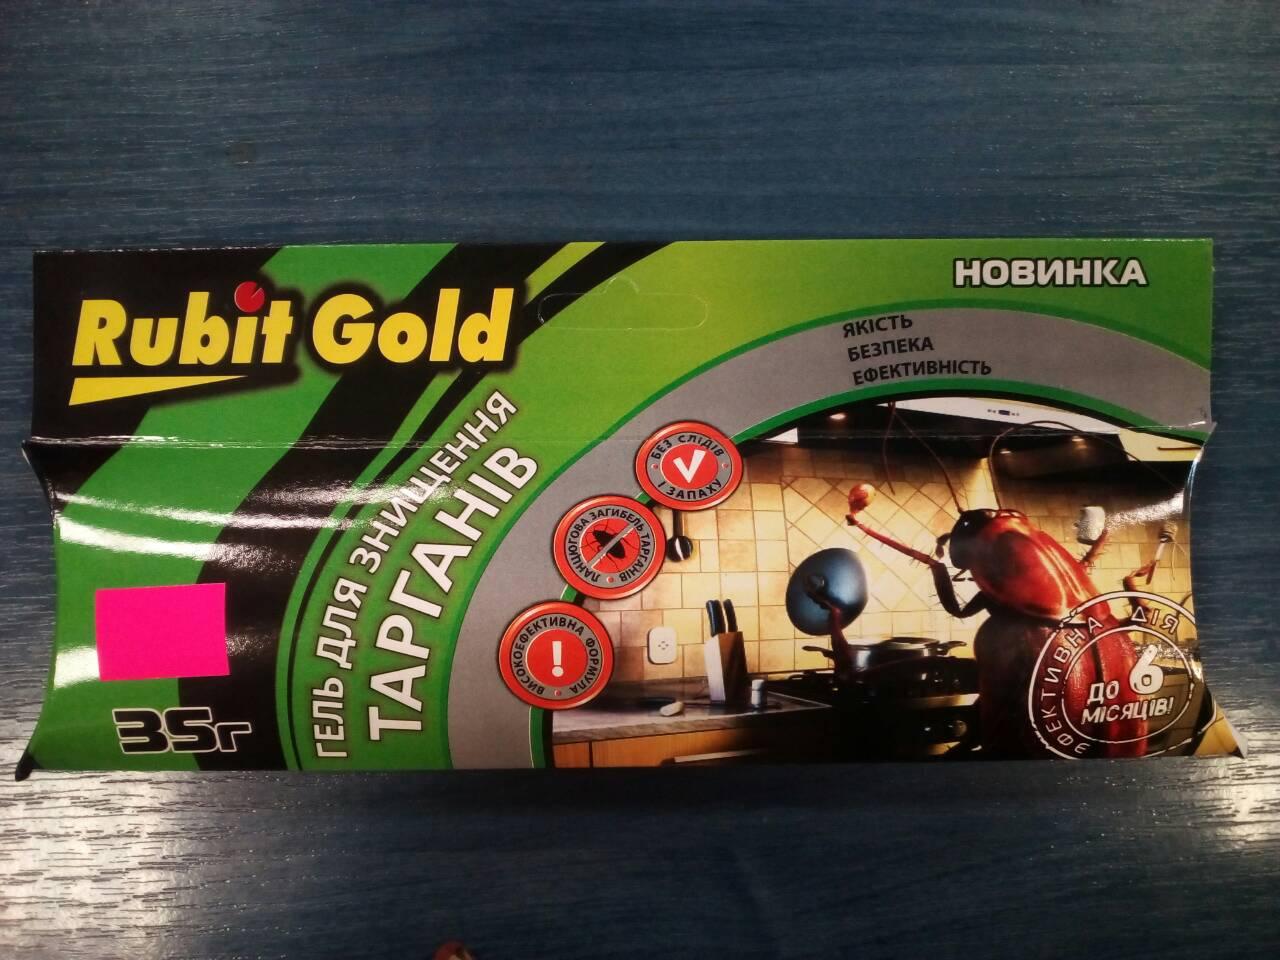 НОВИНКА
Rubit Gold
ЯКІСТЬ
БЕЗПЕКА
ЕФЕКТИВНІСТЬ
ГЕЛЬ ДЛЯ ЗНИЩЕННЯ
ТАРГАНІВ
БЕЗ СЛІДІВ
І ЗАПАХУ
ЛАНЦЮГОВА ЗАГИБЕЛЬ ТАРГАНІВ
ВИСОКОЕФЕКТИВНА ФОРМУЛА
ЕФЕКТИВНА ДІЯ
ДО 6
МІСЯЦІВ!
35г